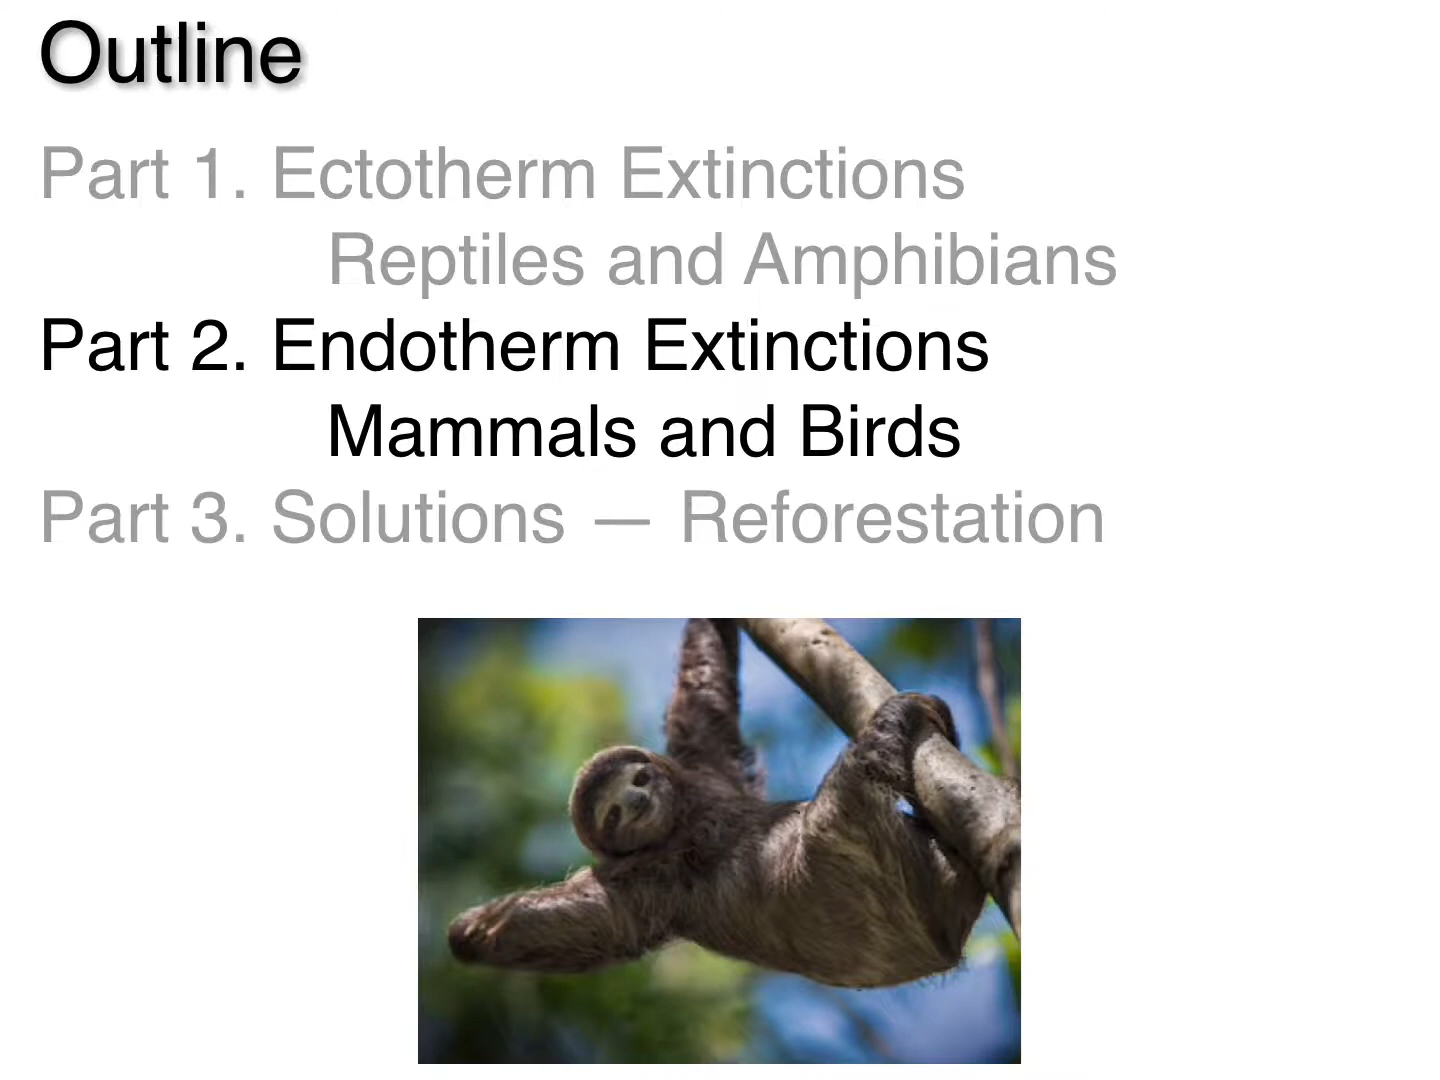 Outline
Part 1. Ectotherm Extinctions
Reptiles and Amphibians
Part 2. Endotherm Extinctions
Mammals and Birds
Part 3. Solutions — Reforestation